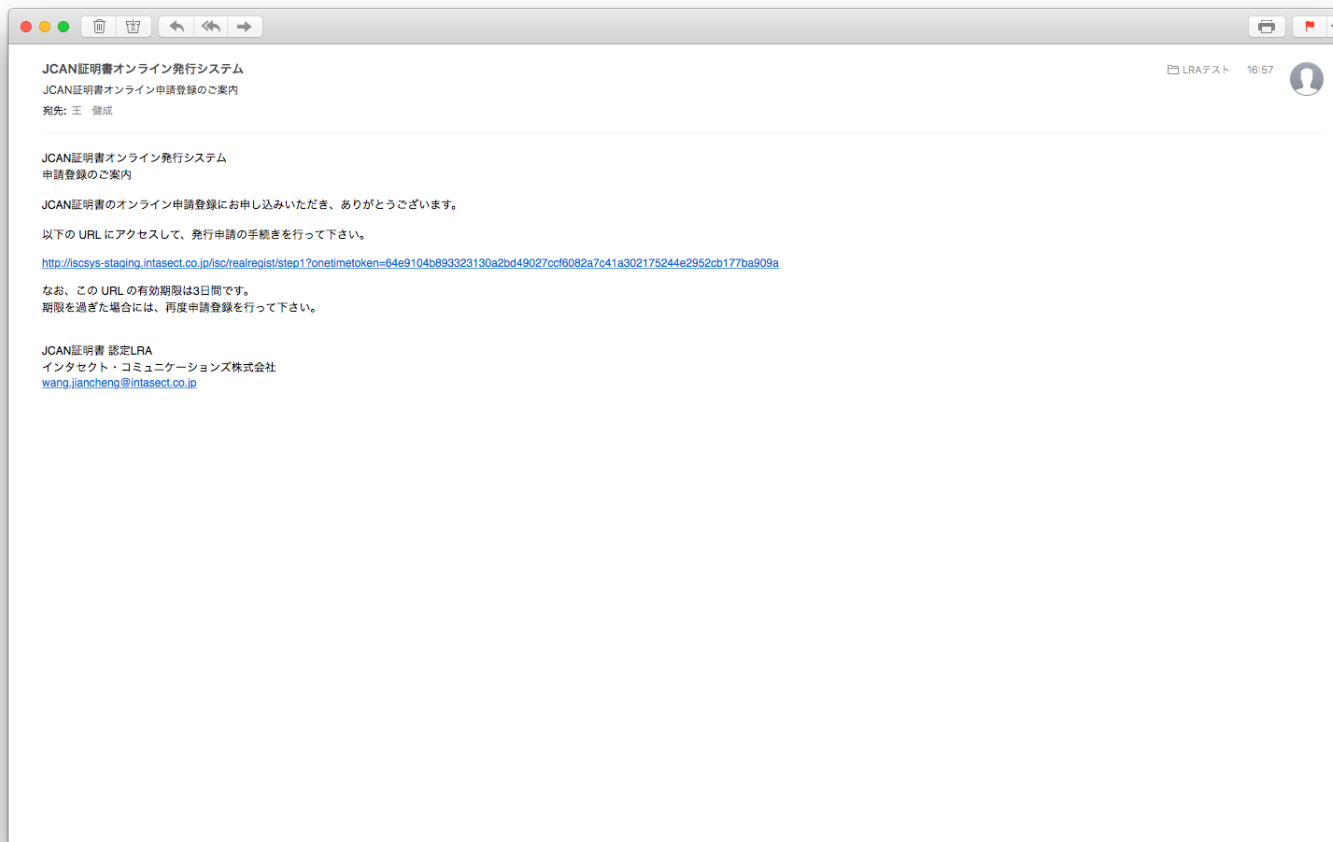 JCAN証明書オンライン発行システム
LRAテスト 16:57
JCAN証明書オンライン申請登録のご案内
宛先: 王 健成
JCAN証明書オンライン発行システム
申請登録のご案内
JCAN証明書のオンライン申請登録にお申し込みいただき、ありがとうございます。
以下の URL にアクセスして、発行申請の手続きを行って下さい。
http://iscsys-staging.intasect.co.jp/isc/realregist/step1?onetimetoken=64e9104b893323130a2bd49027ccf6082a7c41a302175244e2952cb177ba909a
なお、この URL の有効期限は3日間です。
期限を過ぎた場合には、再度申請登録を行って下さい。
JCAN証明書 認定LRA
インタセクト・コミュニケーションズ株式会社
wang.jiancheng@intasect.co.jp